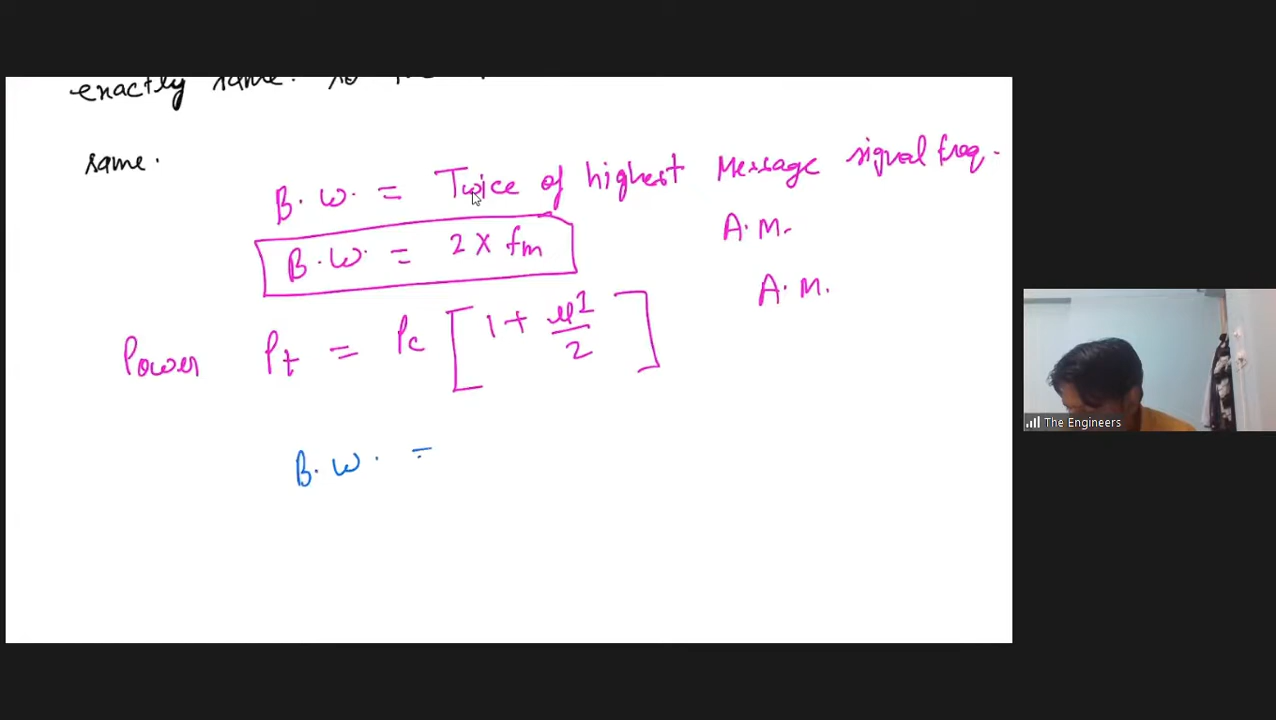 exactly same.
same.
B.W. = Twice of highest Message signal freq.
B.W. = 2 X fm
A.M.
A.M.
Power Pt = Pc [1 + μ²/2]
B.W. =
The Engineers